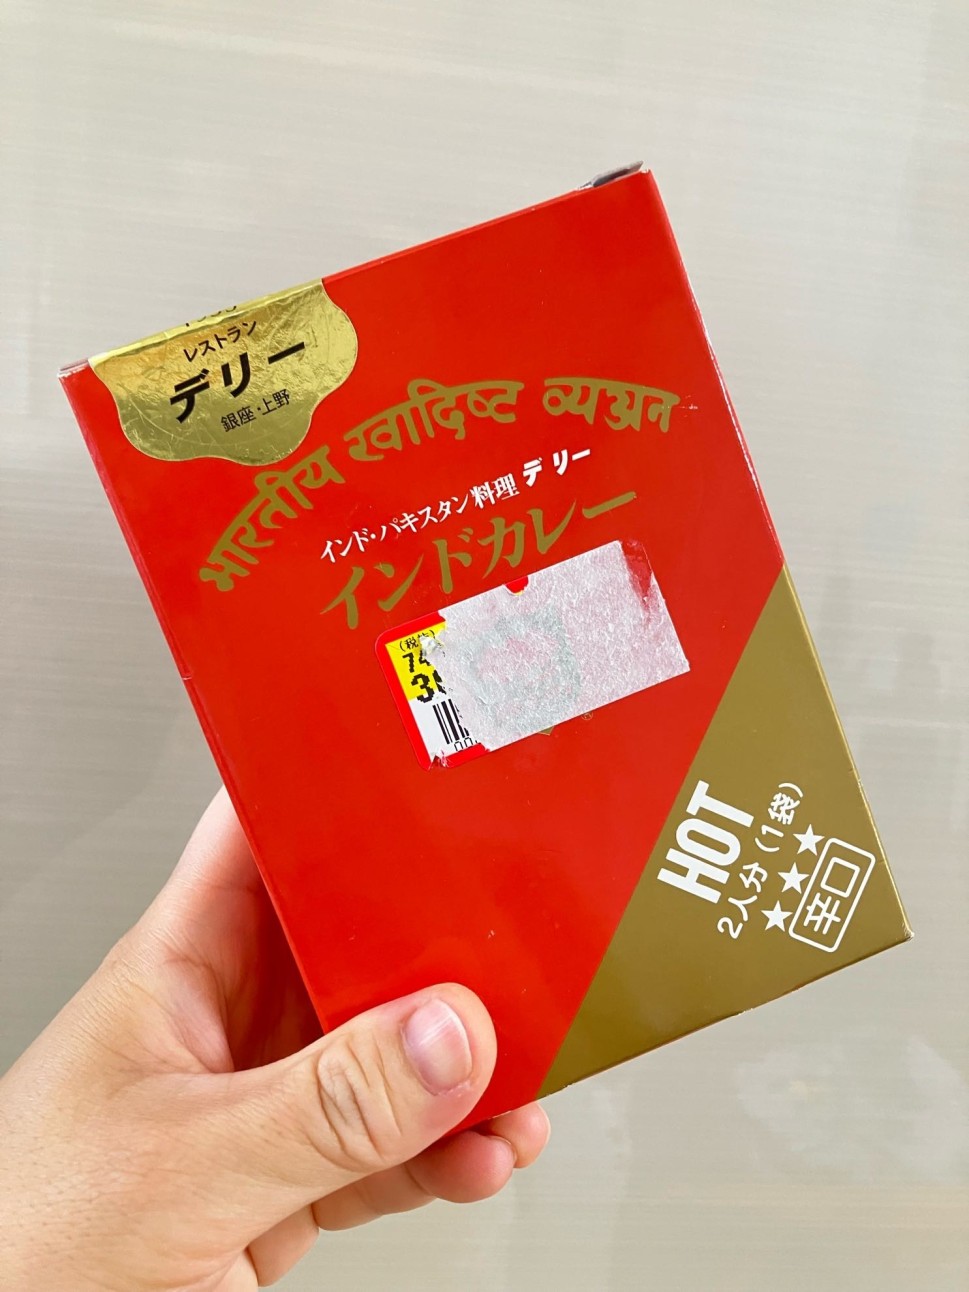 レストラン
デリー
銀座・上野
भारतीय स्वादिष्ट व्यञ्जन
インド・パキスタン料理 デリー
インドカレー
®
HOT
2人分(1袋)
★★★
辛口